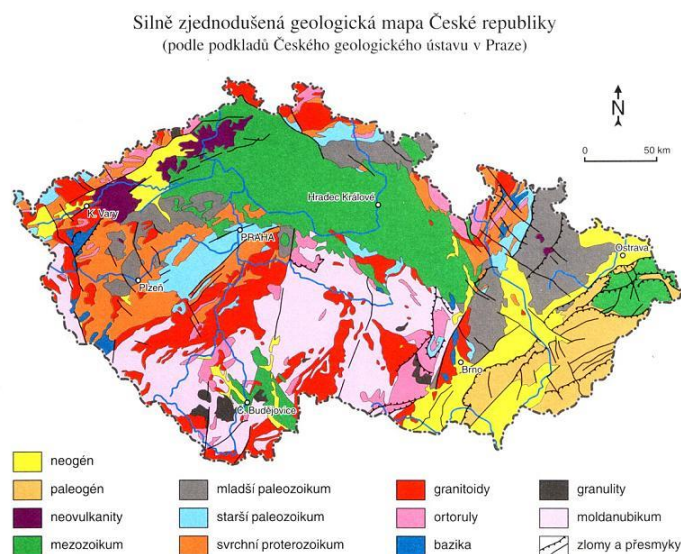 Silně zjednodušená geologická mapa České republiky
(podle podkladů Českého geologického ústavu v Praze)
N
0 50 km
K. Vary
Hradec Králové
PRAHA
Ostrava
Plzeň
Brno
Č. Budějovice
neogén
paleogén
neovulkanity
mezozoikum
mladší paleozoikum
starší paleozoikum
svrchní proterozoikum
granitoidy
ortoruly
bazika
granulity
moldanubikum
zlomy a přesmyky